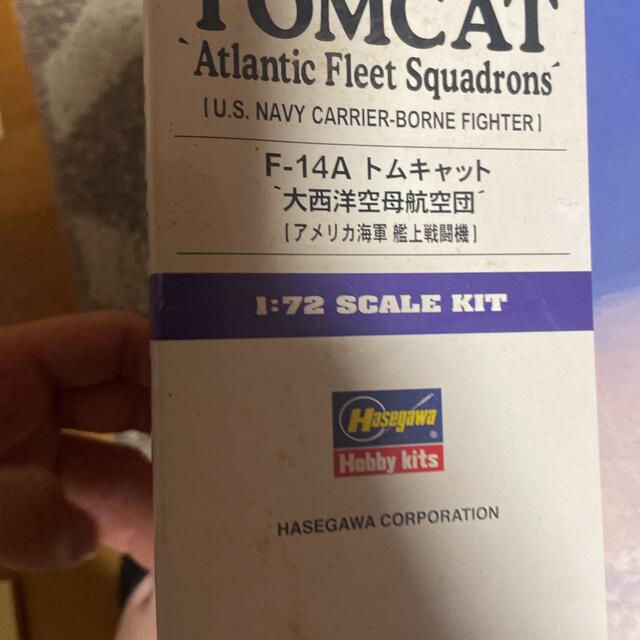 TOMCAT
`Atlantic Fleet Squadrons´
[U.S. NAVY CARRIER-BORNE FIGHTER]
F-14A トムキャット
`大西洋空母航空団´
[アメリカ海軍 艦上戦闘機]
1:72 SCALE KIT
Hasegawa®
Hobby kits
HASEGAWA CORPORATION